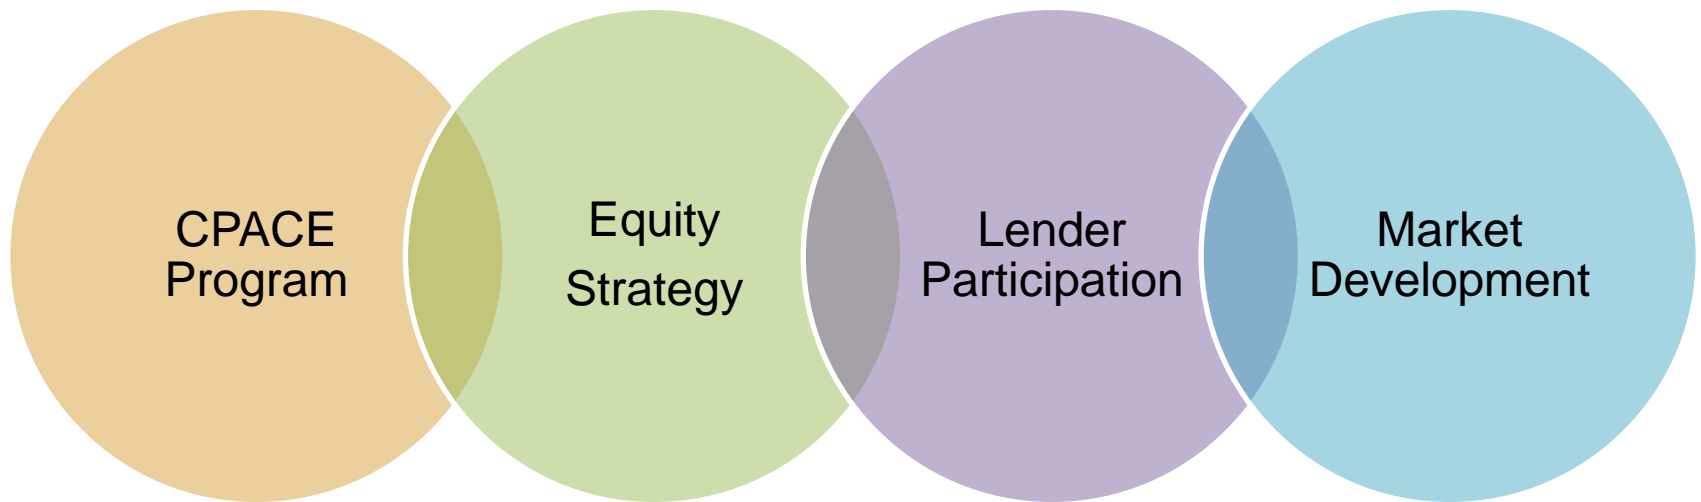 CPACE
Program
Equity
Strategy
Lender
Participation
Market
Development